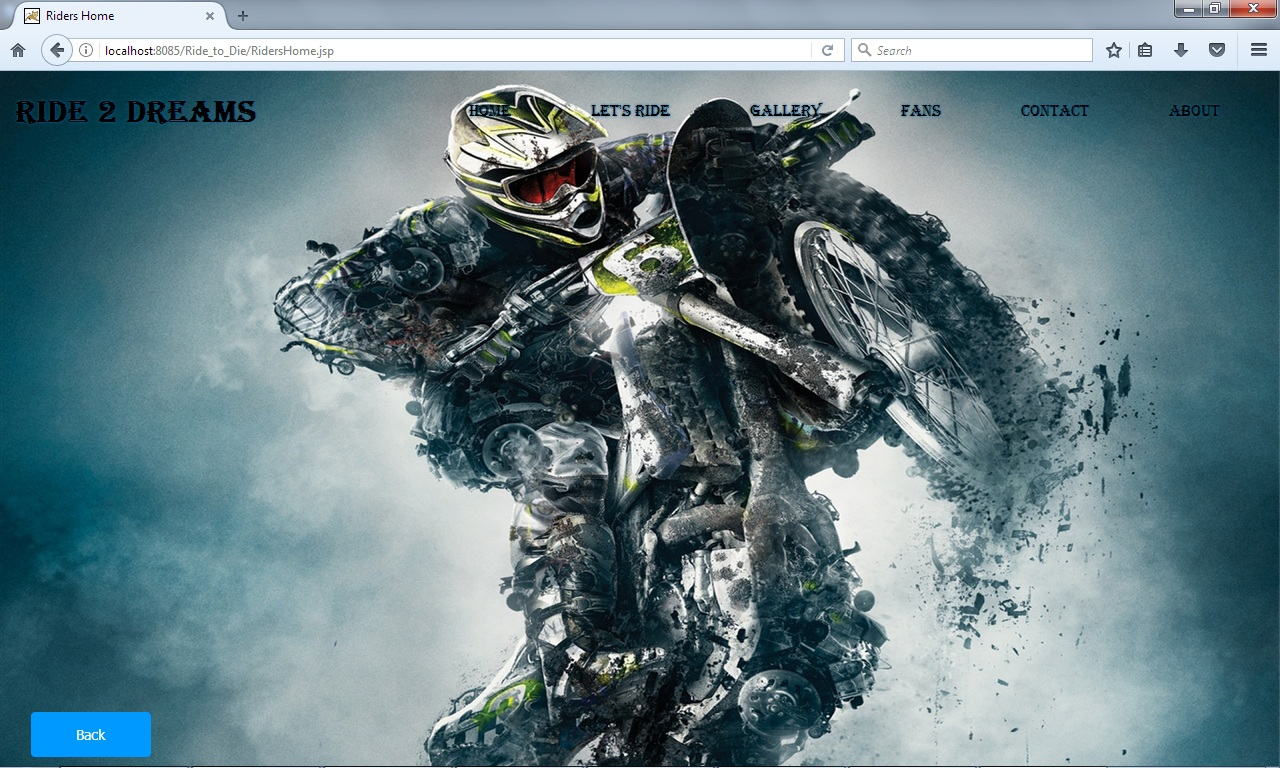 Riders Home
localhost:8085/Ride_to_Die/RidersHome.jsp
Search
RIDE 2 DREAMS
HOME
LET'S RIDE
GALLERY
FANS
CONTACT
ABOUT
6
Back